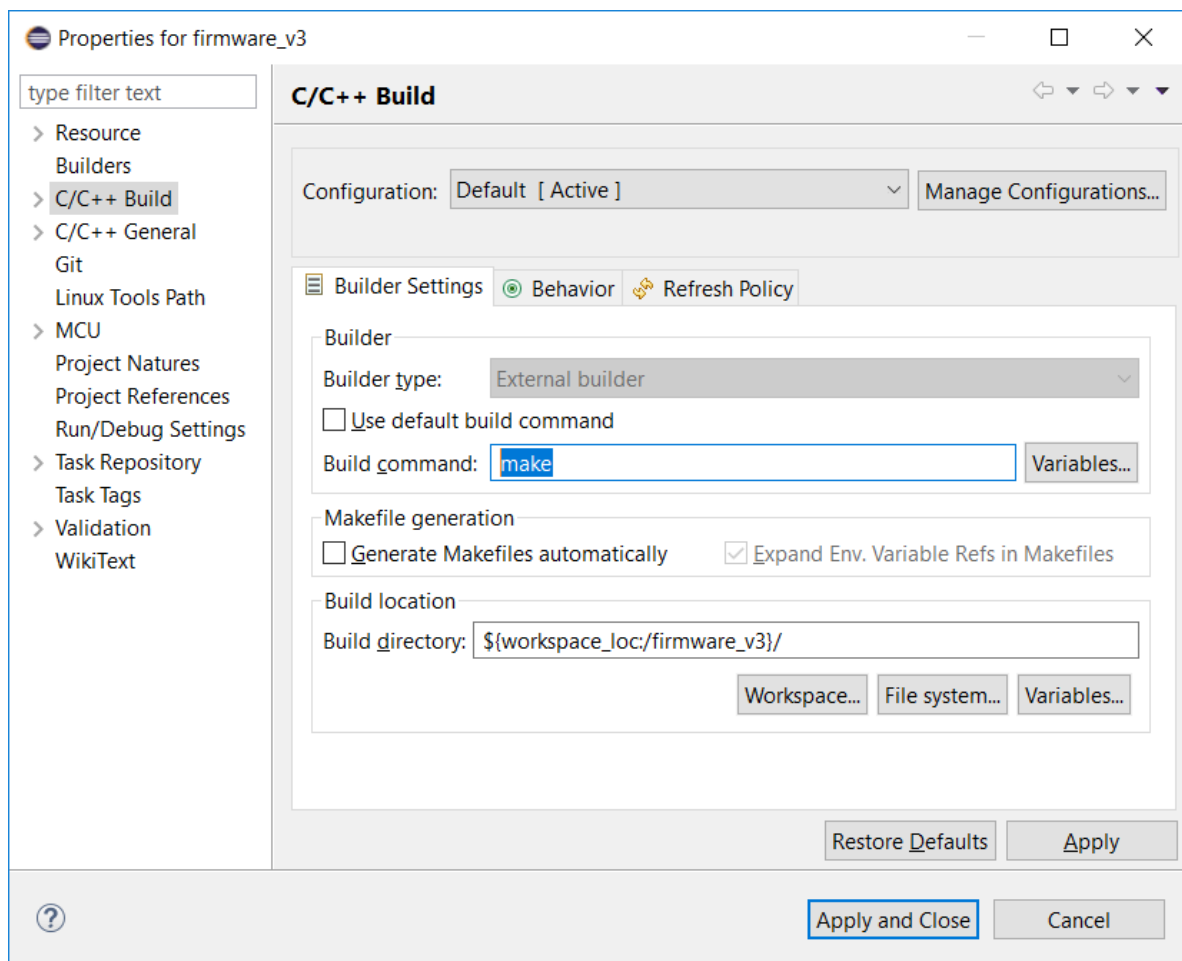 Properties for firmware_v3
type filter text
Resource
Builders
C/C++ Build
C/C++ General
Git
Linux Tools Path
MCU
Project Natures
Project References
Run/Debug Settings
Task Repository
Task Tags
Validation
WikiText
C/C++ Build
Configuration: Default [ Active ] Manage Configurations...
Builder Settings Behavior Refresh Policy
Builder
Builder type: External builder
Use default build command
Build command: make Variables...
Makefile generation
Generate Makefiles automatically Expand Env. Variable Refs in Makefiles
Build location
Build directory: ${workspace_loc:/firmware_v3}/
Workspace... File system... Variables...
Restore Defaults Apply
? Apply and Close Cancel